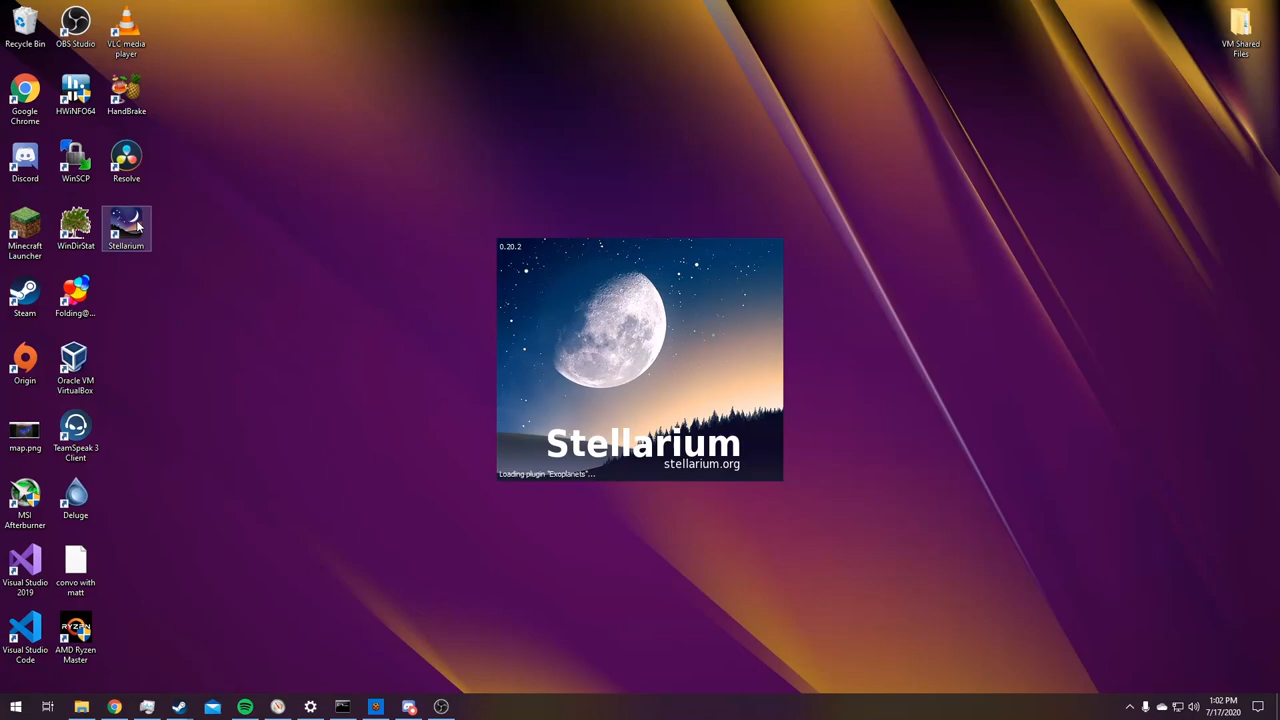 Recycle Bin
OBS Studio
VLC media
player
VM Shared
Files
Google
Chrome
HWiNFO64
HandBrake
Discord
WinSCP
Resolve
Minecraft
Launcher
WinDirStat
Stellarium
Steam
Folding@...
Origin
Oracle VM
VirtualBox
map.png
TeamSpeak 3
Client
MSI
Afterburner
Deluge
Visual Studio
2019
convo with
matt
Visual Studio
Code
RYZEN
AMD Ryzen
Master
0.20.2
Stellarium
stellarium.org
Loading plugin "Exoplanets"...
1:02 PM
7/17/2020